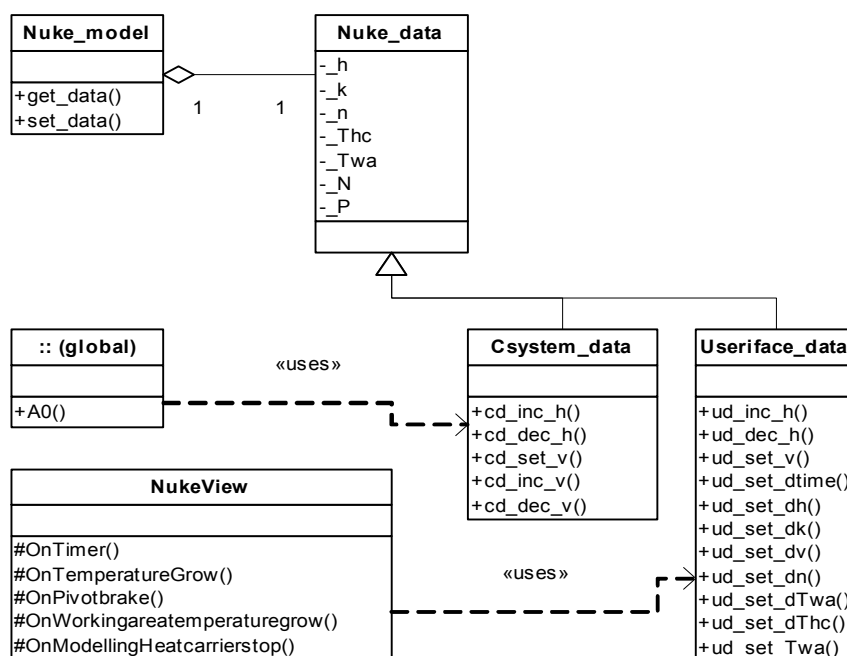 Nuke_model
+get_data()
+set_data()
1
1
Nuke_data
-_h
-_k
-_n
-_Thc
-_Twa
-_N
-_P
:: (global)
+A0()
«uses»
Csystem_data
+cd_inc_h()
+cd_dec_h()
+cd_set_v()
+cd_inc_v()
+cd_dec_v()
Useriface_data
+ud_inc_h()
+ud_dec_h()
+ud_set_v()
+ud_set_dtime()
+ud_set_dh()
+ud_set_dk()
+ud_set_dv()
+ud_set_dn()
+ud_set_dTwa()
+ud_set_dThc()
+ud_set_Twa()
NukeView
#OnTimer()
#OnTemperatureGrow()
#OnPivotbrake()
#OnWorkingareatemperaturegrow()
#OnModellingHeatcarrierstop()
«uses»